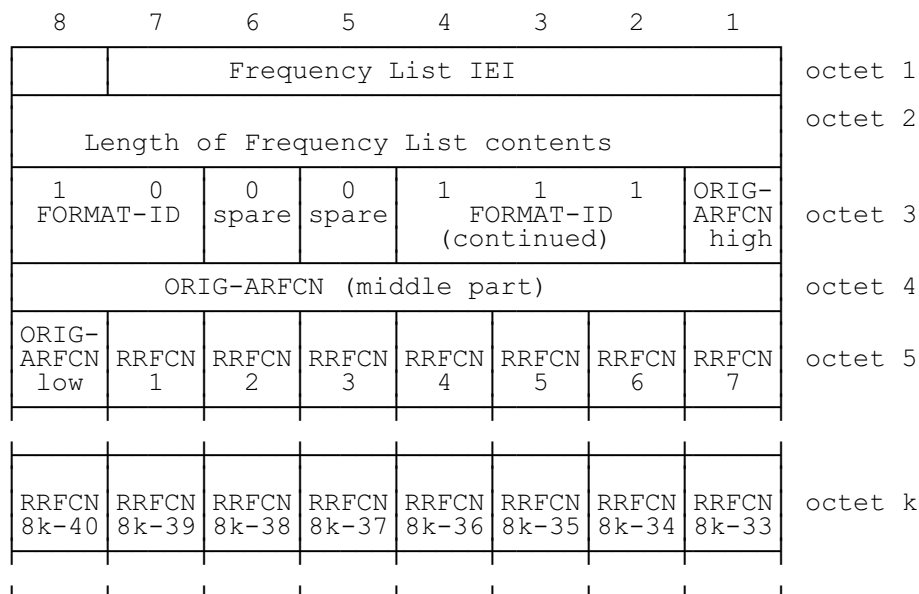 8 7 6 5 4 3 2 1
Frequency List IEI octet 1
octet 2
Length of Frequency List contents
1 0 0 0 1 1 1 ORIG-
FORMAT-ID spare spare FORMAT-ID ARFCN octet 3
(continued) high
ORIG-ARFCN (middle part) octet 4
ORIG-
ARFCN RRFCN RRFCN RRFCN RRFCN RRFCN RRFCN RRFCN octet 5
low 1 2 3 4 5 6 7
RRFCN RRFCN RRFCN RRFCN RRFCN RRFCN RRFCN RRFCN octet k
8k-40 8k-39 8k-38 8k-37 8k-36 8k-35 8k-34 8k-33